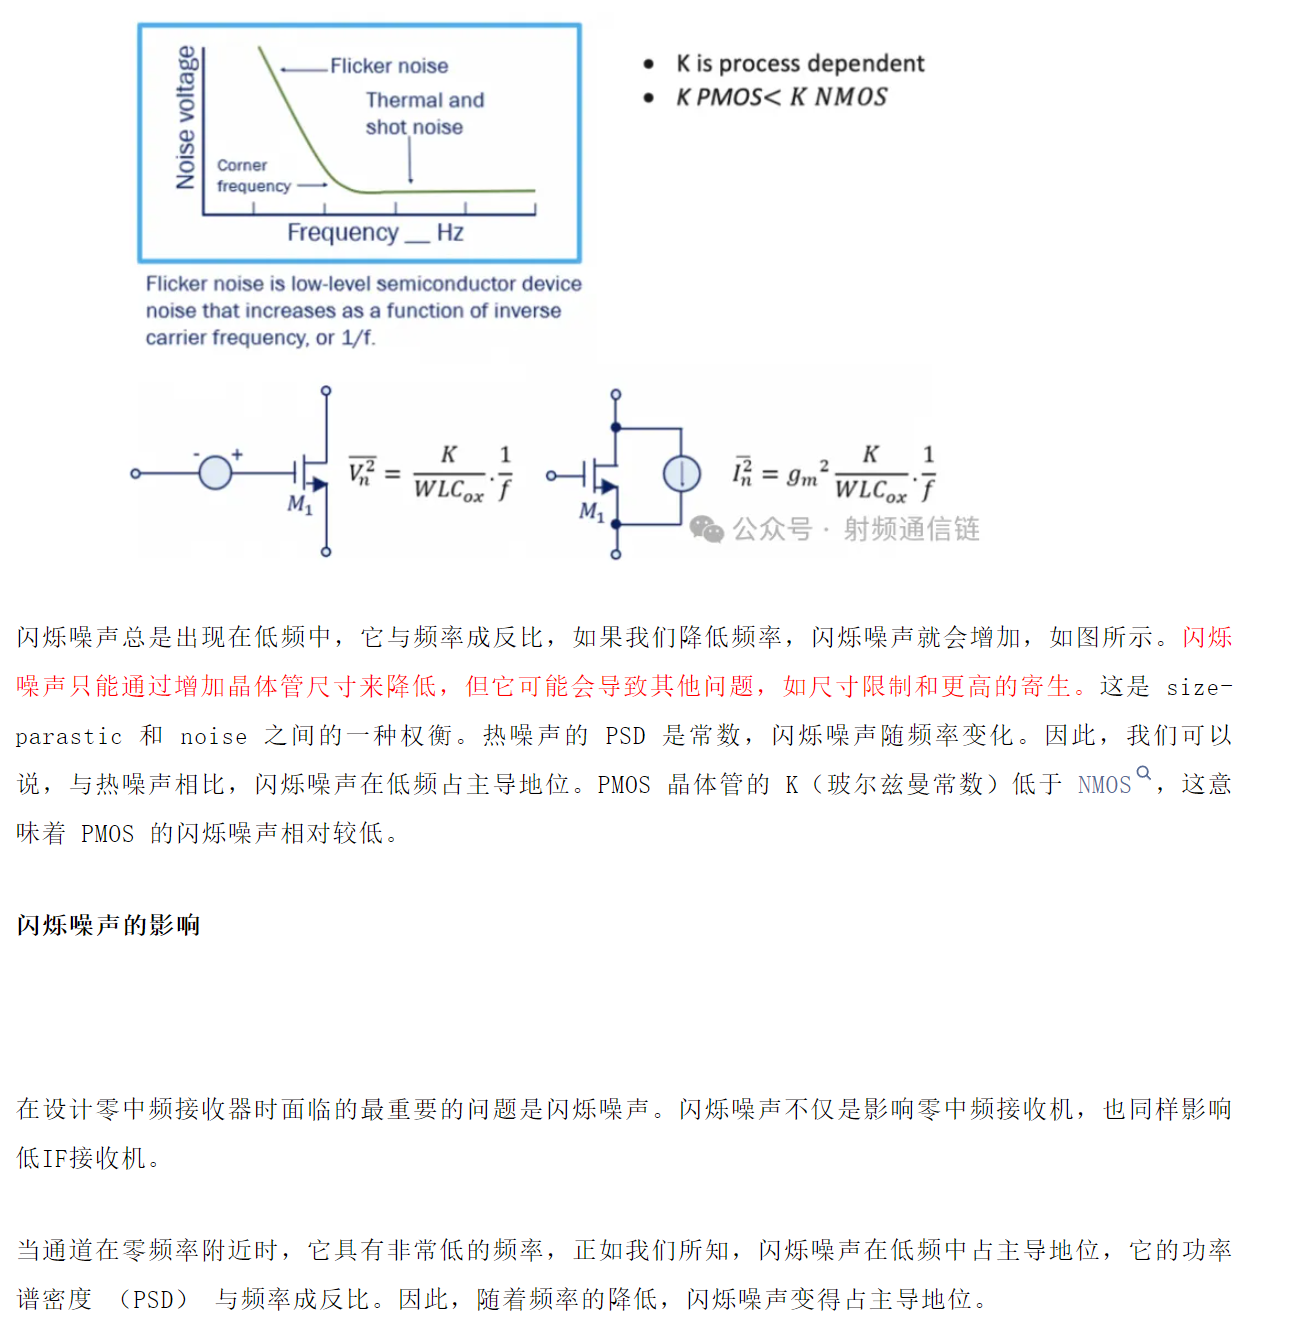 Noise voltage
Flicker noise
Thermal and
shot noise
Corner
frequency
Frequency __ Hz
• K is process dependent
• K PMOS< K NMOS
Flicker noise is low-level semiconductor device
noise that increases as a function of inverse
carrier frequency, or 1/f.
- +
M₁
\overline{V_n^2} = \frac{K}{WLC_{ox}} \cdot \frac{1}{f}
M₁
\overline{I_n^2} = g_m^2 \frac{K}{WLC_{ox}} \cdot \frac{1}{f}
公众号 · 射频通信链
闪烁噪声总是出现在低频中，它与频率成反比，如果我们降低频率，闪烁噪声就会增加，如图所示。闪烁
噪声只能通过增加晶体管尺寸来降低，但它可能会导致其他问题，如尺寸限制和更高的寄生。这是 size-
parastic 和 noise 之间的一种权衡。热噪声的 PSD 是常数，闪烁噪声随频率变化。因此，我们可以
说，与热噪声相比，闪烁噪声在低频占主导地位。PMOS 晶体管的 K（玻尔兹曼常数）低于 NMOS，这意
味着 PMOS 的闪烁噪声相对较低。
闪烁噪声的影响
在设计零中频接收器时面临的最重要的问题是闪烁噪声。闪烁噪声不仅是影响零中频接收机，也同样影响
低IF接收机。
当通道在零频率附近时，它具有非常低的频率，正如我们所知，闪烁噪声在低频中占主导地位，它的功率
谱密度 （PSD） 与频率成反比。因此，随着频率的降低，闪烁噪声变得占主导地位。